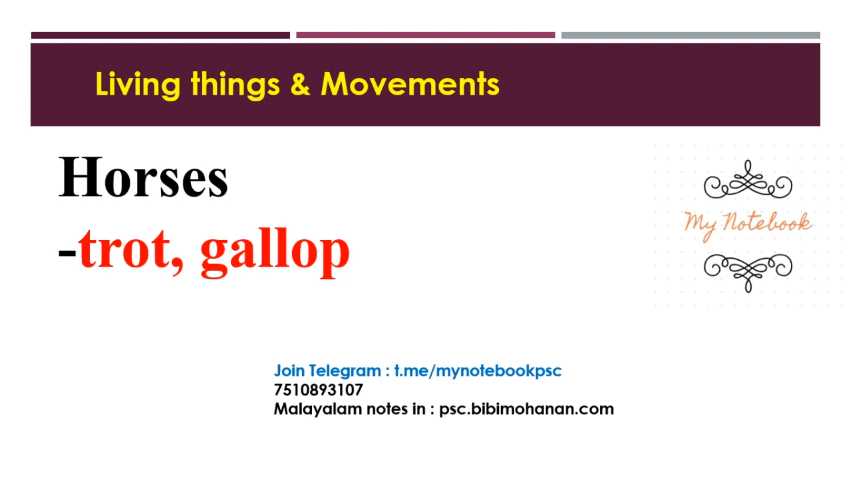 Living things & Movements
Horses
-trot, gallop
My Notebook
Join Telegram : t.me/mynotebookpsc
7510893107
Malayalam notes in : psc.bibimohanan.com